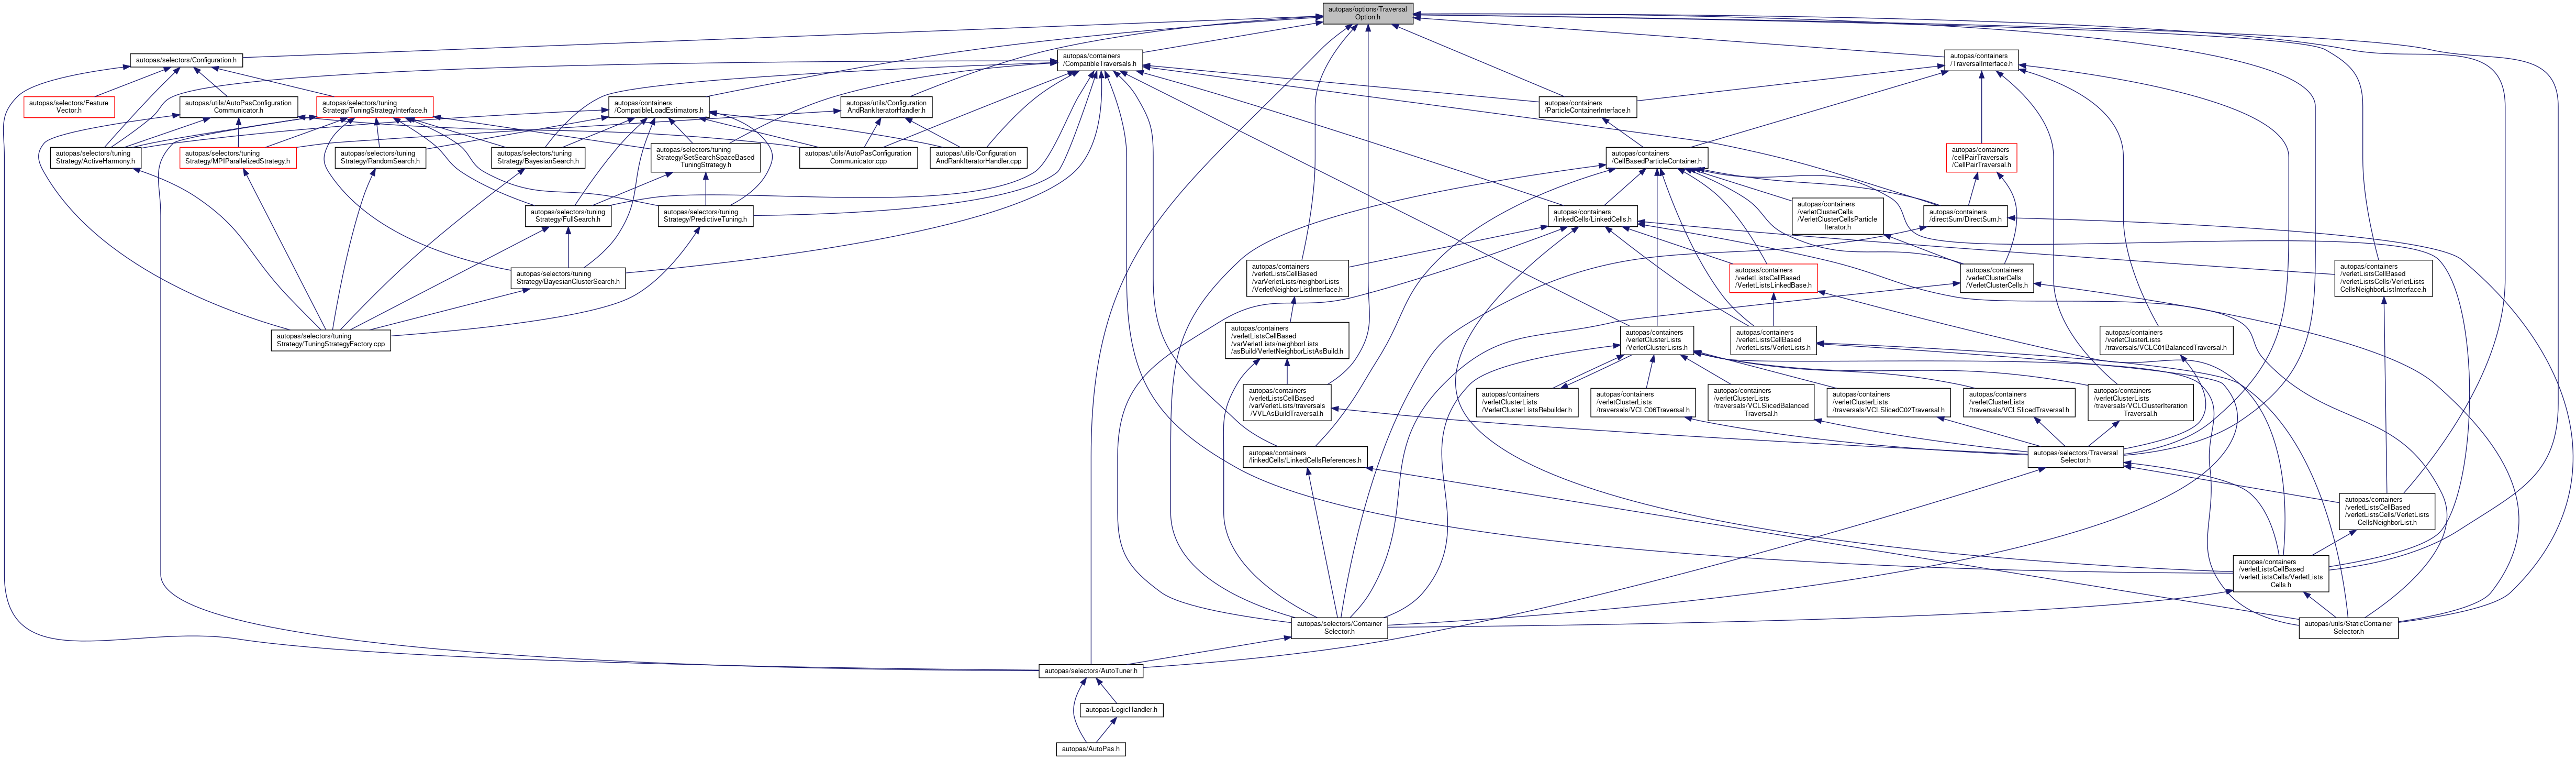 autopas/options/Traversal
Option.h
autopas/selectors/Configuration.h
autopas/containers
/CompatibleTraversals.h
autopas/containers
/TraversalInterface.h
autopas/selectors/Feature
Vector.h
autopas/utils/AutoPasConfiguration
Communicator.h
autopas/selectors/tuning
Strategy/TuningStrategyInterface.h
autopas/containers
/CompatibleLoadEstimators.h
autopas/utils/Configuration
AndRankIteratorHandler.h
autopas/containers
/ParticleContainerInterface.h
autopas/selectors/tuning
Strategy/ActiveHarmony.h
autopas/selectors/tuning
Strategy/MPIParallelizedStrategy.h
autopas/selectors/tuning
Strategy/RandomSearch.h
autopas/selectors/tuning
Strategy/BayesianSearch.h
autopas/selectors/tuning
Strategy/SetSearchSpaceBased
TuningStrategy.h
autopas/utils/AutoPasConfiguration
Communicator.cpp
autopas/utils/Configuration
AndRankIteratorHandler.cpp
autopas/containers
/CellBasedParticleContainer.h
autopas/containers
/cellPairTraversals
/CellPairTraversal.h
autopas/selectors/tuning
Strategy/FullSearch.h
autopas/selectors/tuning
Strategy/PredictiveTuning.h
autopas/containers
/linkedCells/LinkedCells.h
autopas/containers
/verletClusterCells
/VerletClusterCellsParticle
Iterator.h
autopas/containers
/directSum/DirectSum.h
autopas/selectors/tuning
Strategy/BayesianClusterSearch.h
autopas/containers
/verletListsCellBased
/varVerletLists/neighborLists
/VerletNeighborListInterface.h
autopas/containers
/verletListsCellBased
/VerletListsLinkedBase.h
autopas/containers
/verletClusterCells
/VerletClusterCells.h
autopas/containers
/verletListsCellBased
/verletListsCells/VerletLists
CellsNeighborListInterface.h
autopas/selectors/tuning
Strategy/TuningStrategyFactory.cpp
autopas/containers
/verletListsCellBased
/varVerletLists/neighborLists
/asBuild/VerletNeighborListAsBuild.h
autopas/containers
/verletClusterLists
/VerletClusterLists.h
autopas/containers
/verletListsCellBased
/verletLists/VerletLists.h
autopas/containers
/verletClusterLists
/traversals/VCLC01BalancedTraversal.h
autopas/containers
/verletListsCellBased
/varVerletLists/traversals
/VVLAsBuildTraversal.h
autopas/containers
/verletClusterLists
/VerletClusterListsRebuilder.h
autopas/containers
/verletClusterLists
/traversals/VCLC06Traversal.h
autopas/containers
/verletClusterLists
/traversals/VCLSlicedBalanced
Traversal.h
autopas/containers
/verletClusterLists
/traversals/VCLSlicedC02Traversal.h
autopas/containers
/verletClusterLists
/traversals/VCLSlicedTraversal.h
autopas/containers
/verletClusterLists
/traversals/VCLClusterIteration
Traversal.h
autopas/containers
/linkedCells/LinkedCellsReferences.h
autopas/selectors/Traversal
Selector.h
autopas/containers
/verletListsCellBased
/verletListsCells/VerletLists
CellsNeighborList.h
autopas/containers
/verletListsCellBased
/verletListsCells/VerletLists
Cells.h
autopas/selectors/Container
Selector.h
autopas/utils/StaticContainer
Selector.h
autopas/selectors/AutoTuner.h
autopas/LogicHandler.h
autopas/AutoPas.h